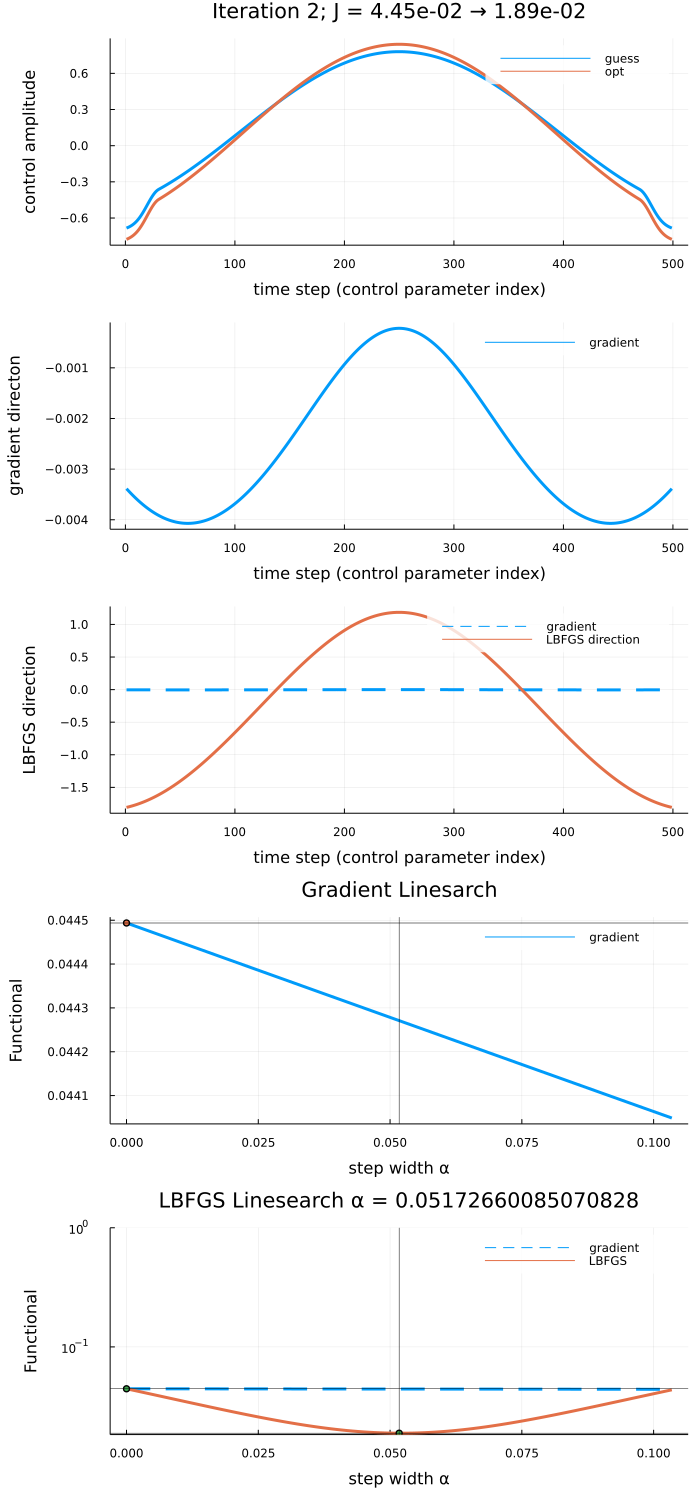 Iteration 2; J = 4.45e-02 → 1.89e-02
control amplitude
0.6
0.3
0.0
−0.3
−0.6
guess
opt
0 100 200 300 400 500
time step (control parameter index)
gradient directon
−0.001
−0.002
−0.003
−0.004
gradient
0 100 200 300 400 500
time step (control parameter index)
LBFGS direction
1.0
0.5
0.0
−0.5
−1.0
−1.5
gradient
LBFGS direction
0 100 200 300 400 500
time step (control parameter index)
Gradient Linesarch
Functional
0.0445
0.0444
0.0443
0.0442
0.0441
gradient
0.000 0.025 0.050 0.075 0.100
step width α
LBFGS Linesearch α = 0.05172660085070828
Functional
10⁰
10⁻¹
gradient
LBFGS
0.000 0.025 0.050 0.075 0.100
step width α